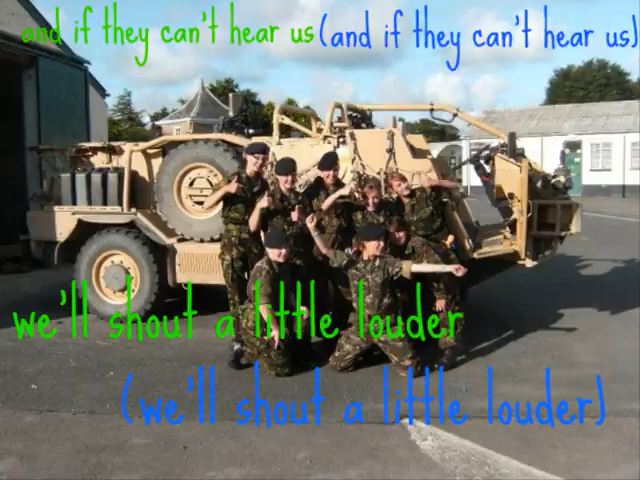 and if they can't hear us (and if they can't hear us)
we'll shout a little louder
(we'll shout a little louder)